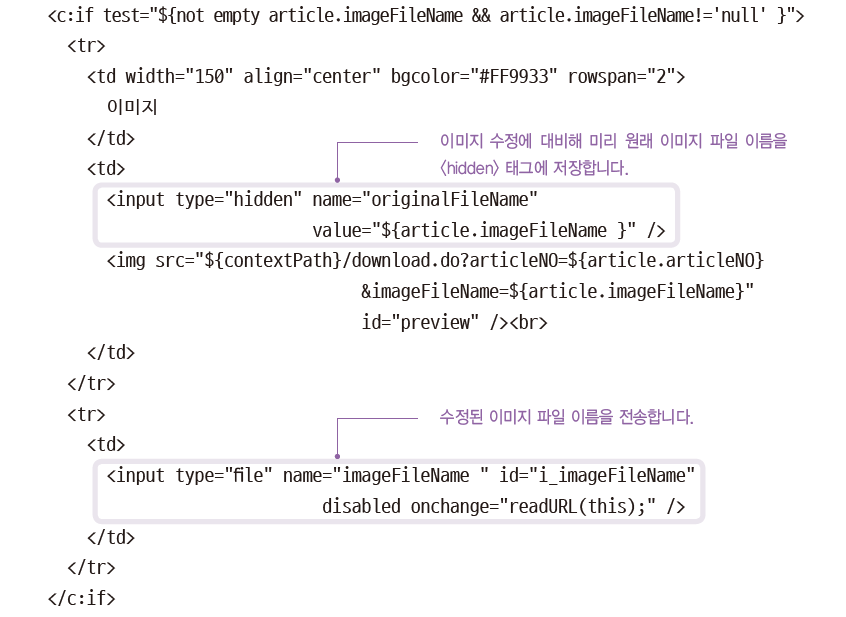 <c:if test="${not empty article.imageFileName && article.imageFileName!='null' }">
<tr>
<td width="150" align="center" bgcolor="#FF9933" rowspan="2">
이미지
</td>
이미지 수정에 대비해 미리 원래 이미지 파일 이름을
<hidden> 태그에 저장합니다.
<td>
<input type="hidden" name="originalFileName"
value="${article.imageFileName }" />
<img src="${contextPath}/download.do?articleNO=${article.articleNO}
&imageFileName=${article.imageFileName}"
id="preview" /><br>
</td>
</tr>
<tr>
수정된 이미지 파일 이름을 전송합니다.
<td>
<input type="file" name="imageFileName " id="i_imageFileName"
disabled onchange="readURL(this);" />
</td>
</tr>
</c:if>